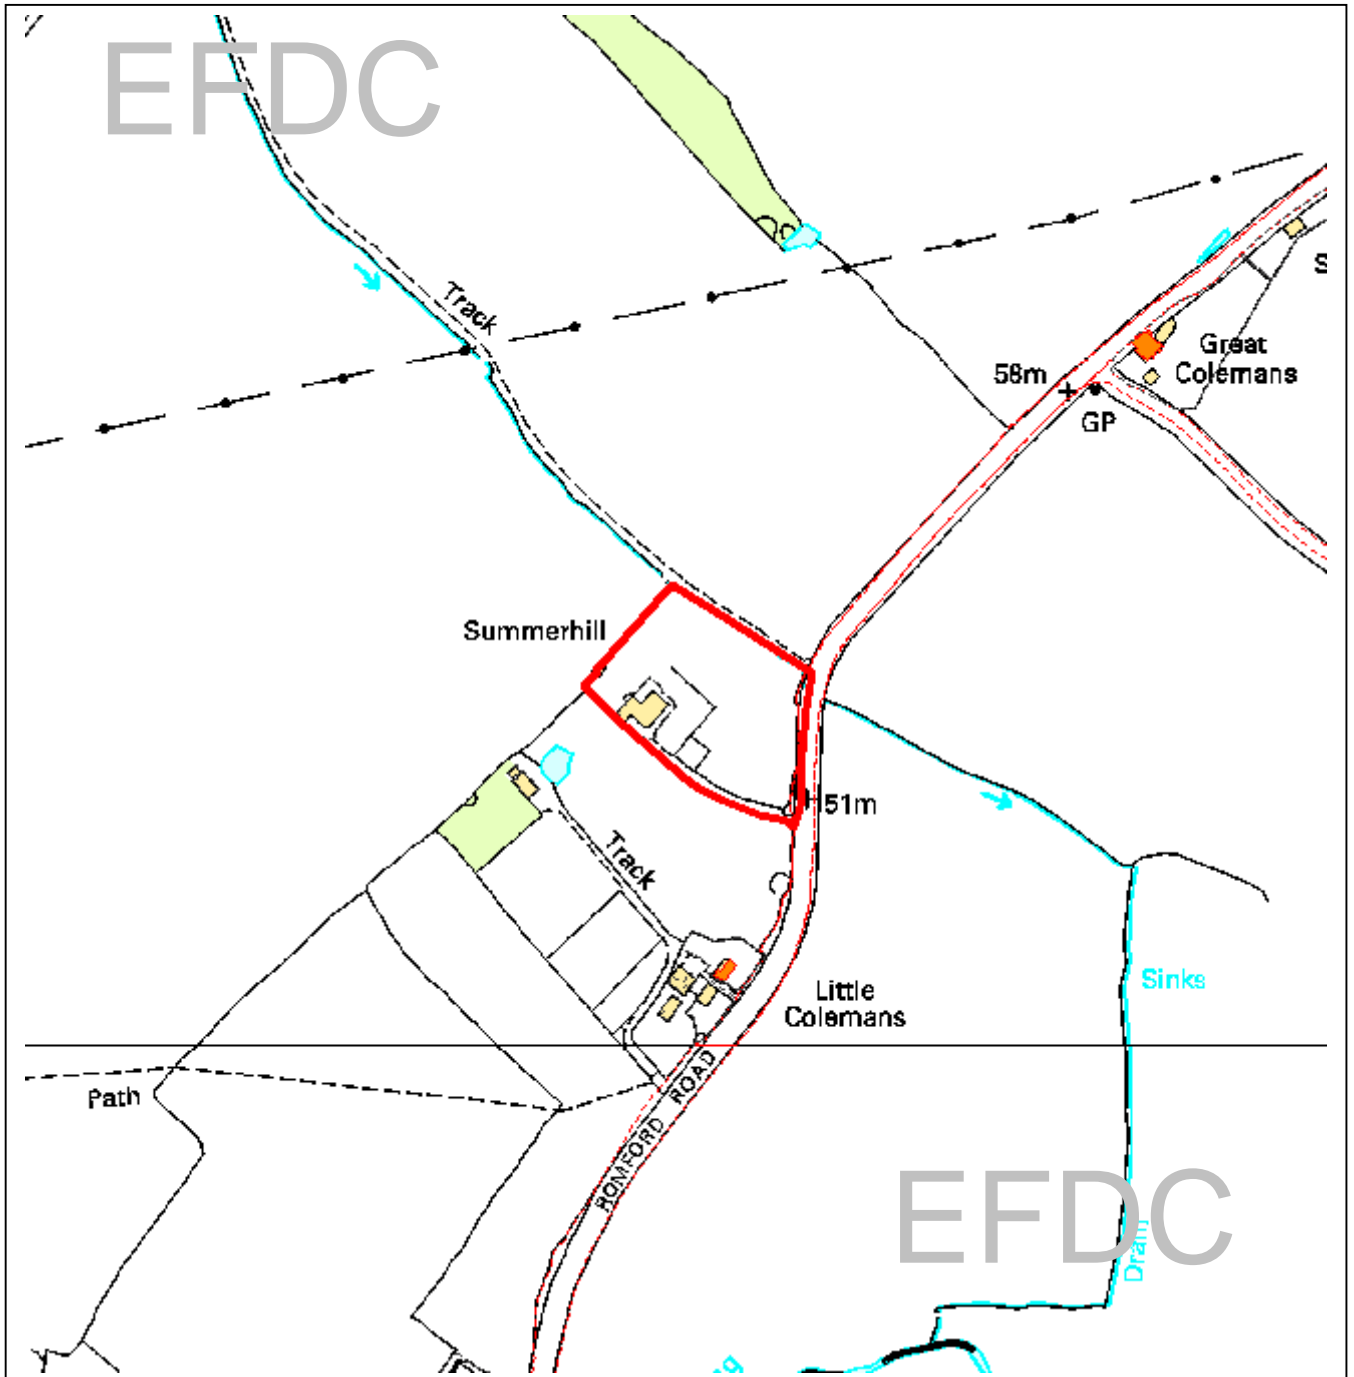 EFDC
Track
S
Great
Colemans
58m
GP
Summerhill
51m
Track
Sinks
Little
Colemans
ROMFORD ROAD
Path
EFDC
Drain